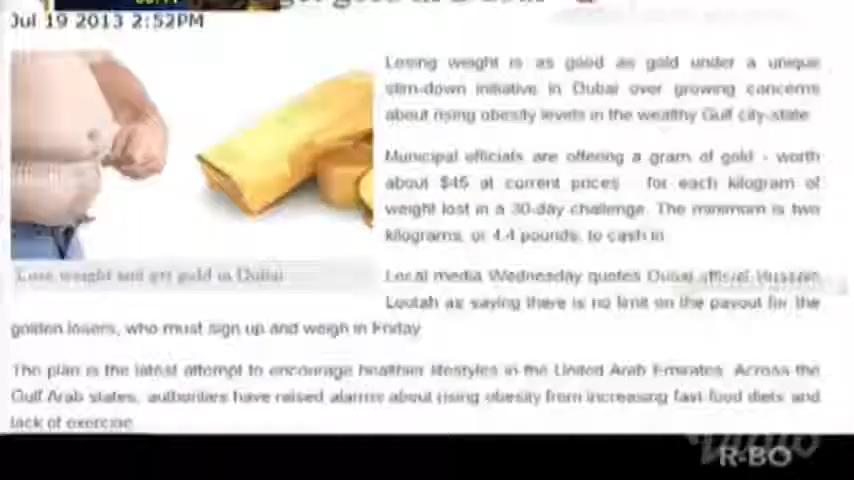 Jul 19 2013 2:52PM
Losing weight is as good as gold under a unique
slim-down initiative in Dubai over growing concerns
about rising obesity levels in the wealthy Gulf city-state
Municipal officials are offering a gram of gold - worth
about $45 at current prices for each kilogram of
weight lost in a 30-day challenge. The minimum is two
kilograms, or 4.4 pounds, to cash in
Lose weight and get gold in Dubai
Local media Wednesday quotes Dubai official Hussain
Lootah as saying there is no limit on the payout for the
golden losers, who must sign up and weigh in Friday
The plan is the latest attempt to encourage healthier lifestyles in the United Arab Emirates. Across the
Gulf Arab states, authorities have raised alarms about rising obesity from increasing fast-food diets and
lack of exercise
Vidio
R-BO